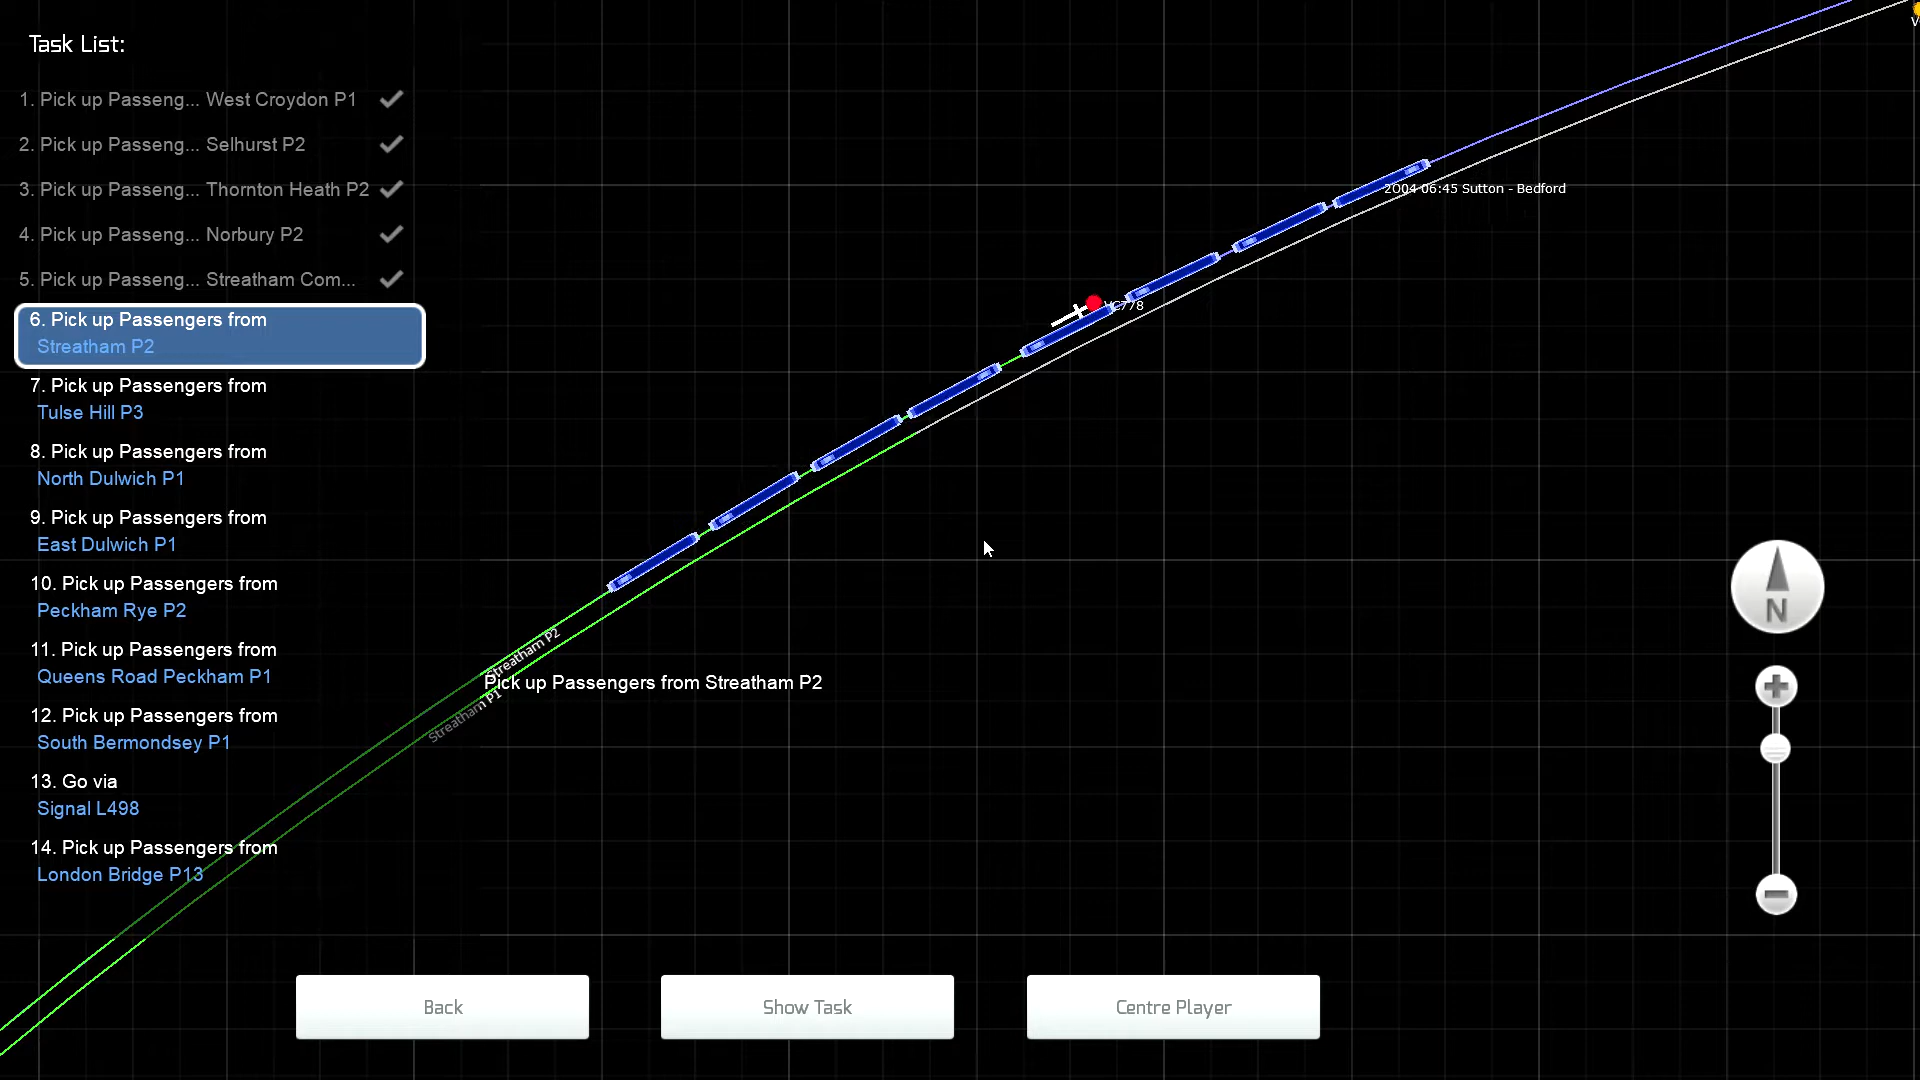 Task List:
1. Pick up Passeng... West Croydon P1
2. Pick up Passeng... Selhurst P2
3. Pick up Passeng... Thornton Heath P2
4. Pick up Passeng... Norbury P2
5. Pick up Passeng... Streatham Com...
6. Pick up Passengers from
Streatham P2
7. Pick up Passengers from
Tulse Hill P3
8. Pick up Passengers from
North Dulwich P1
9. Pick up Passengers from
East Dulwich P1
10. Pick up Passengers from
Peckham Rye P2
11. Pick up Passengers from
Queens Road Peckham P1
12. Pick up Passengers from
South Bermondsey P1
13. Go via
Signal L498
14. Pick up Passengers from
London Bridge P13
2004 06:45 Sutton - Bedford
Streatham P2
Pick up Passengers from Streatham P2
Streatham P1
N
Back
Show Task
Centre Player